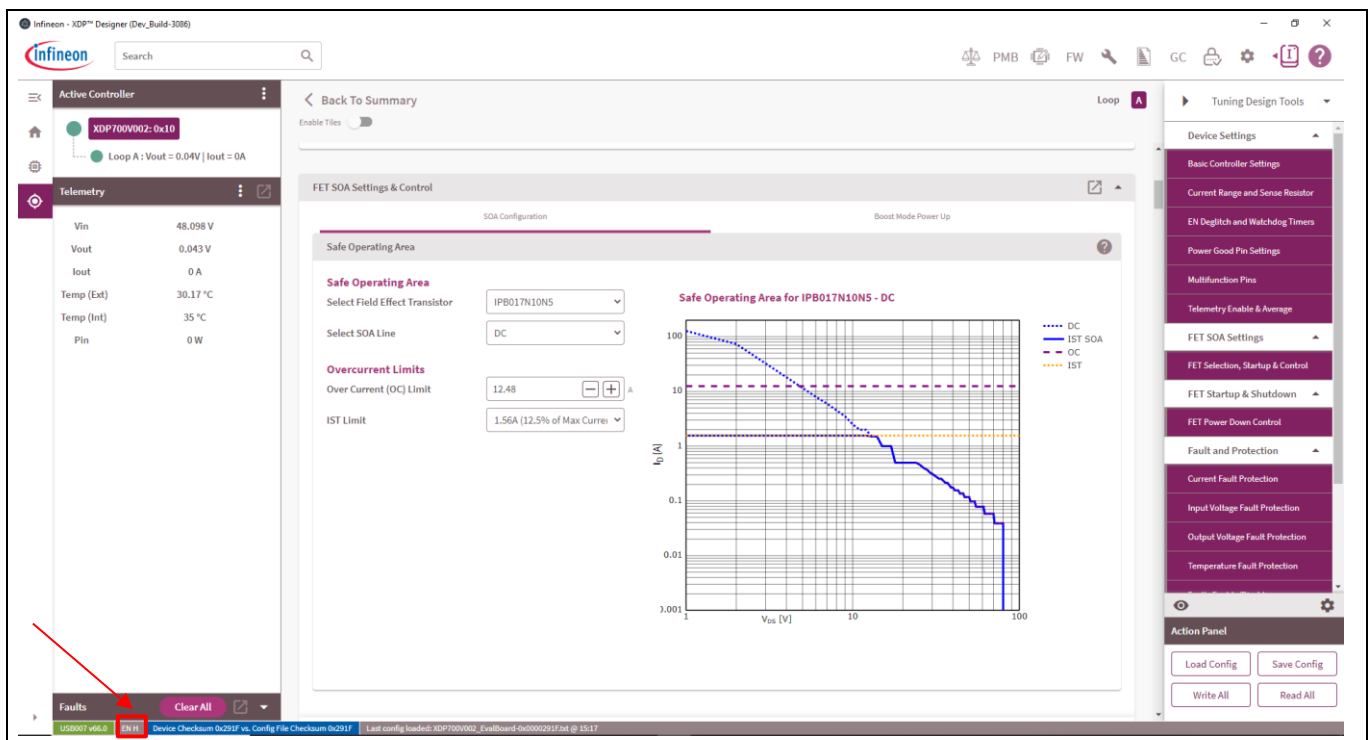 Infineon - XDP™ Designer (Dev_Build-3086)
infineon
Search
PMB FW GC
Active Controller
XDP700V002: 0x10
Loop A : Vout = 0.04V | Iout = 0A
Telemetry
Vin 48.098 V
Vout 0.043 V
Iout 0 A
Temp (Ext) 30.17 °C
Temp (Int) 35 °C
Pin 0 W
Faults Clear All
Back To Summary
Loop A
Enable Tiles
FET SOA Settings & Control
SOA Configuration Boost Mode Power Up
Safe Operating Area
Safe Operating Area
Select Field Effect Transistor IPB017N10N5
Select SOA Line DC
Overcurrent Limits
Over Current (OC) Limit 12.48 A
IST Limit 1.56A (12.5% of Max Currei
Safe Operating Area for IPB017N10N5 - DC
100
10
1
0.1
0.01
0.001
ID [A]
1 10 100
VDS [V]
DC
IST SOA
OC
IST
Tuning Design Tools
Device Settings
Basic Controller Settings
Current Range and Sense Resistor
EN Deglitch and Watchdog Timers
Power Good Pin Settings
Multifunction Pins
Telemetry Enable & Average
FET SOA Settings
FET Selection, Startup & Control
FET Startup & Shutdown
FET Power Down Control
Fault and Protection
Current Fault Protection
Input Voltage Fault Protection
Output Voltage Fault Protection
Temperature Fault Protection
Action Panel
Load Config Save Config
Write All Read All
USB007 v66.0 EN H Device Checksum 0x291F vs. Config File Checksum 0x291F Last config loaded: XDP700V002_EvalBoard-0x0000291F.txt @ 15:17